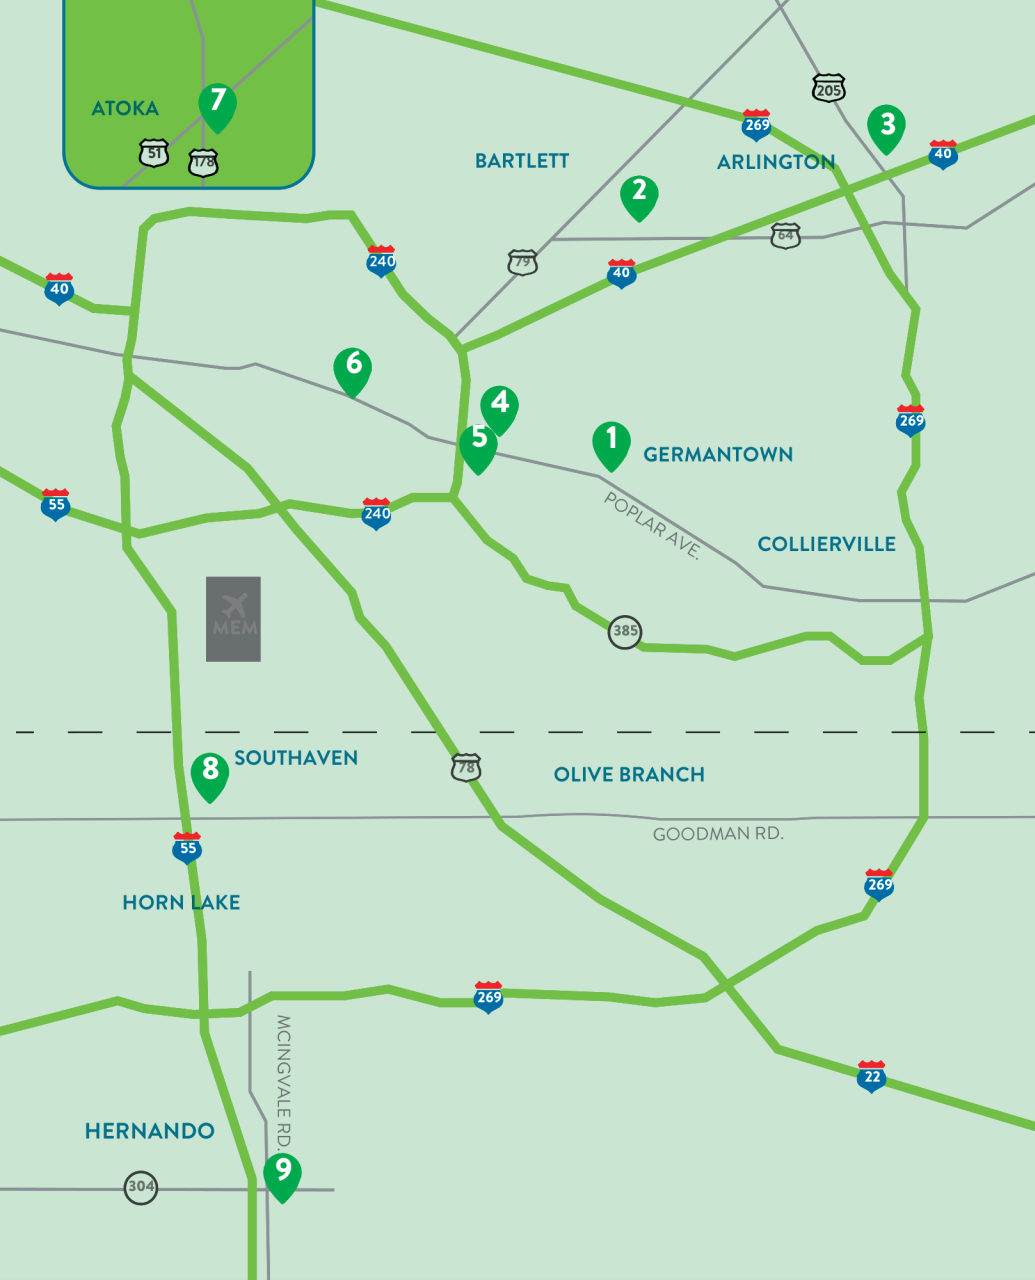 205
7
ATOKA
269
3
51
178
40
BARTLETT
ARLINGTON
2
64
240
79
40
40
6
4
269
5
1
GERMANTOWN
55
240
POPLAR AVE.
COLLIERVILLE
MEM
385
SOUTHAVEN
8
78
OLIVE BRANCH
GOODMAN RD.
55
269
HORN LAKE
269
MCINGVALE RD.
22
HERNANDO
9
304